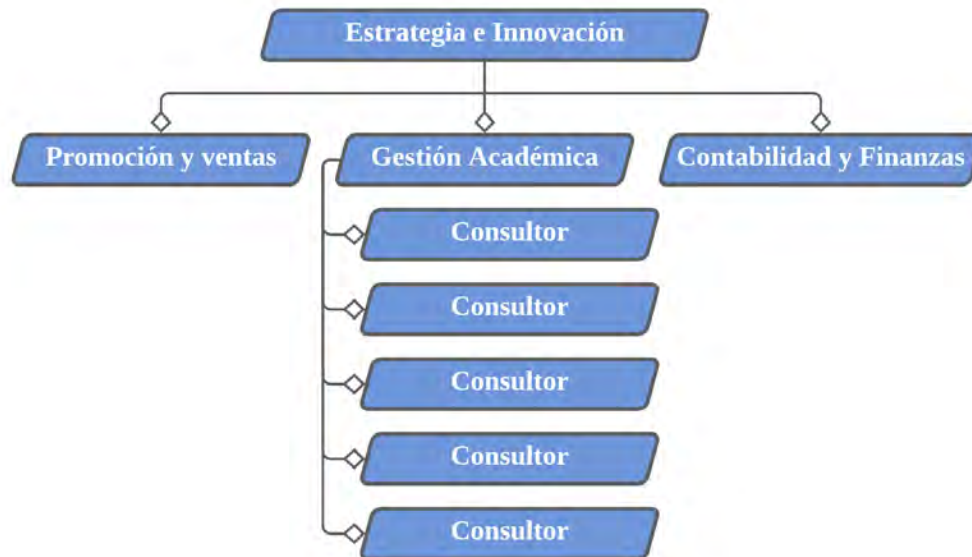 Estrategia e Innovación
Promoción y ventas
Gestión Académica
Contabilidad y Finanzas
Consultor
Consultor
Consultor
Consultor
Consultor